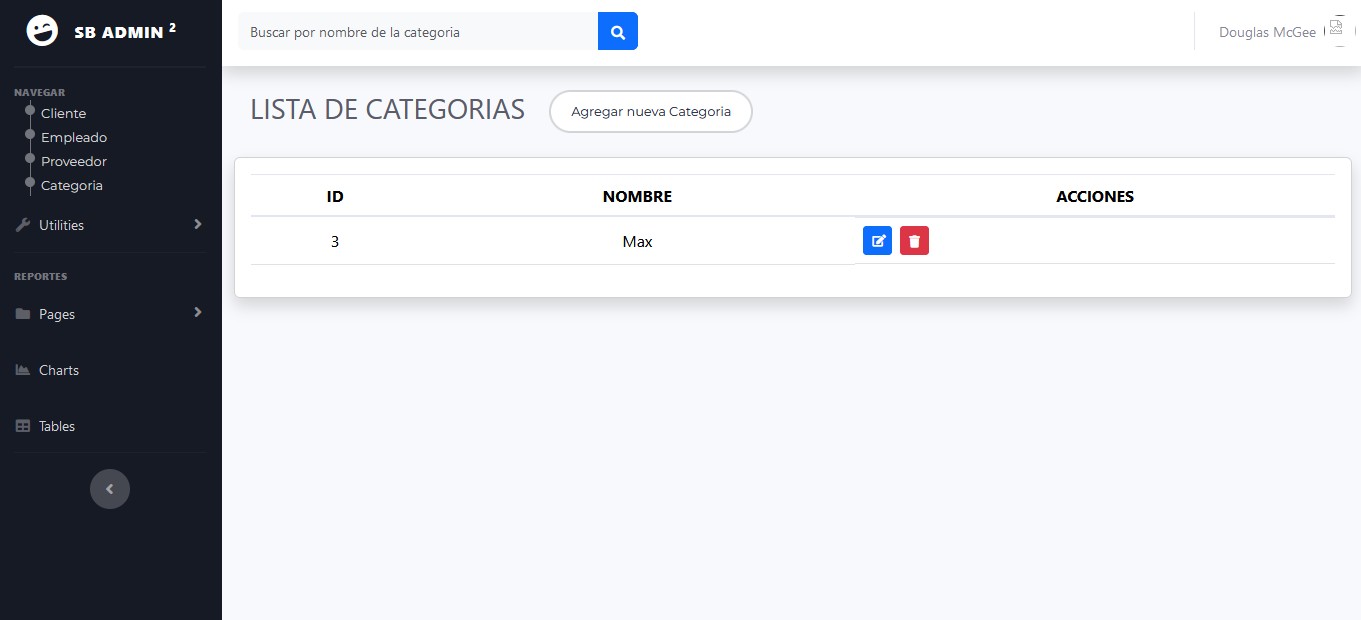 SB ADMIN 2
Buscar por nombre de la categoria
Douglas McGee
NAVEGAR
Cliente
Empleado
Proveedor
Categoria
Utilities
REPORTES
Pages
Charts
Tables
LISTA DE CATEGORIAS
Agregar nueva Categoria
ID NOMBRE ACCIONES
3 Max